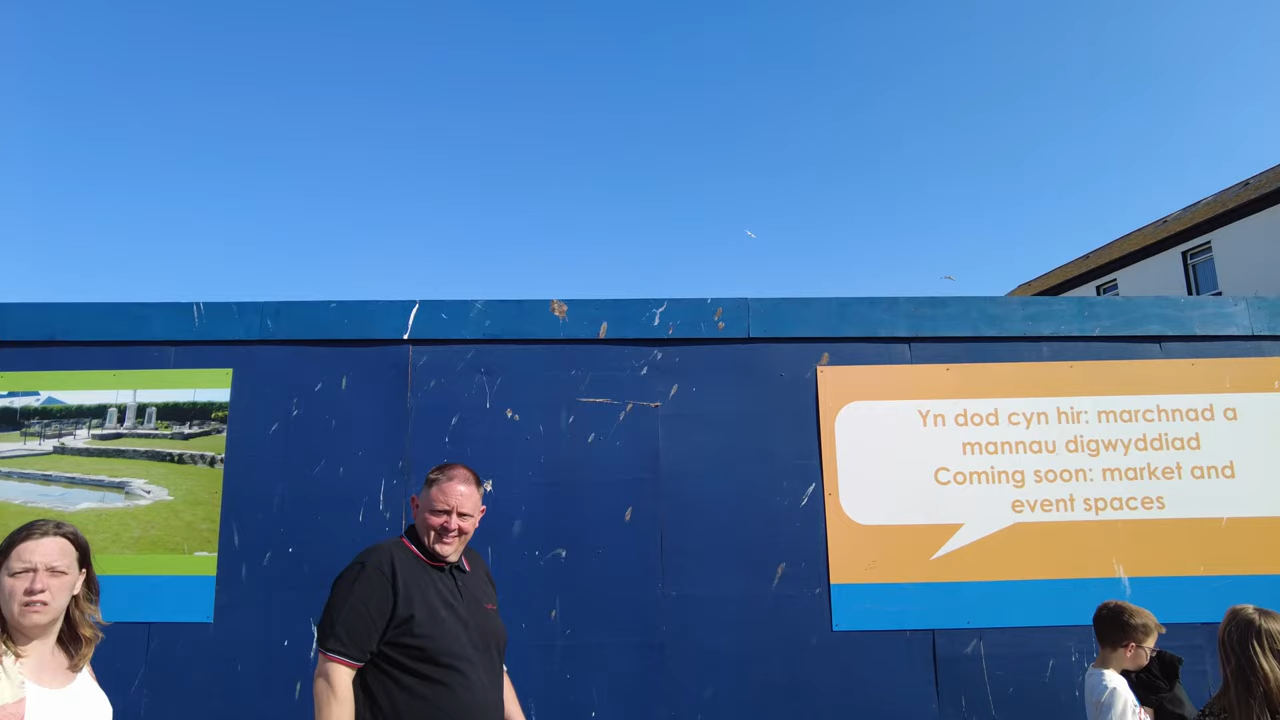 Yn dod cyn hir: marchnad a
mannau digwyddiad
Coming soon: market and
event spaces